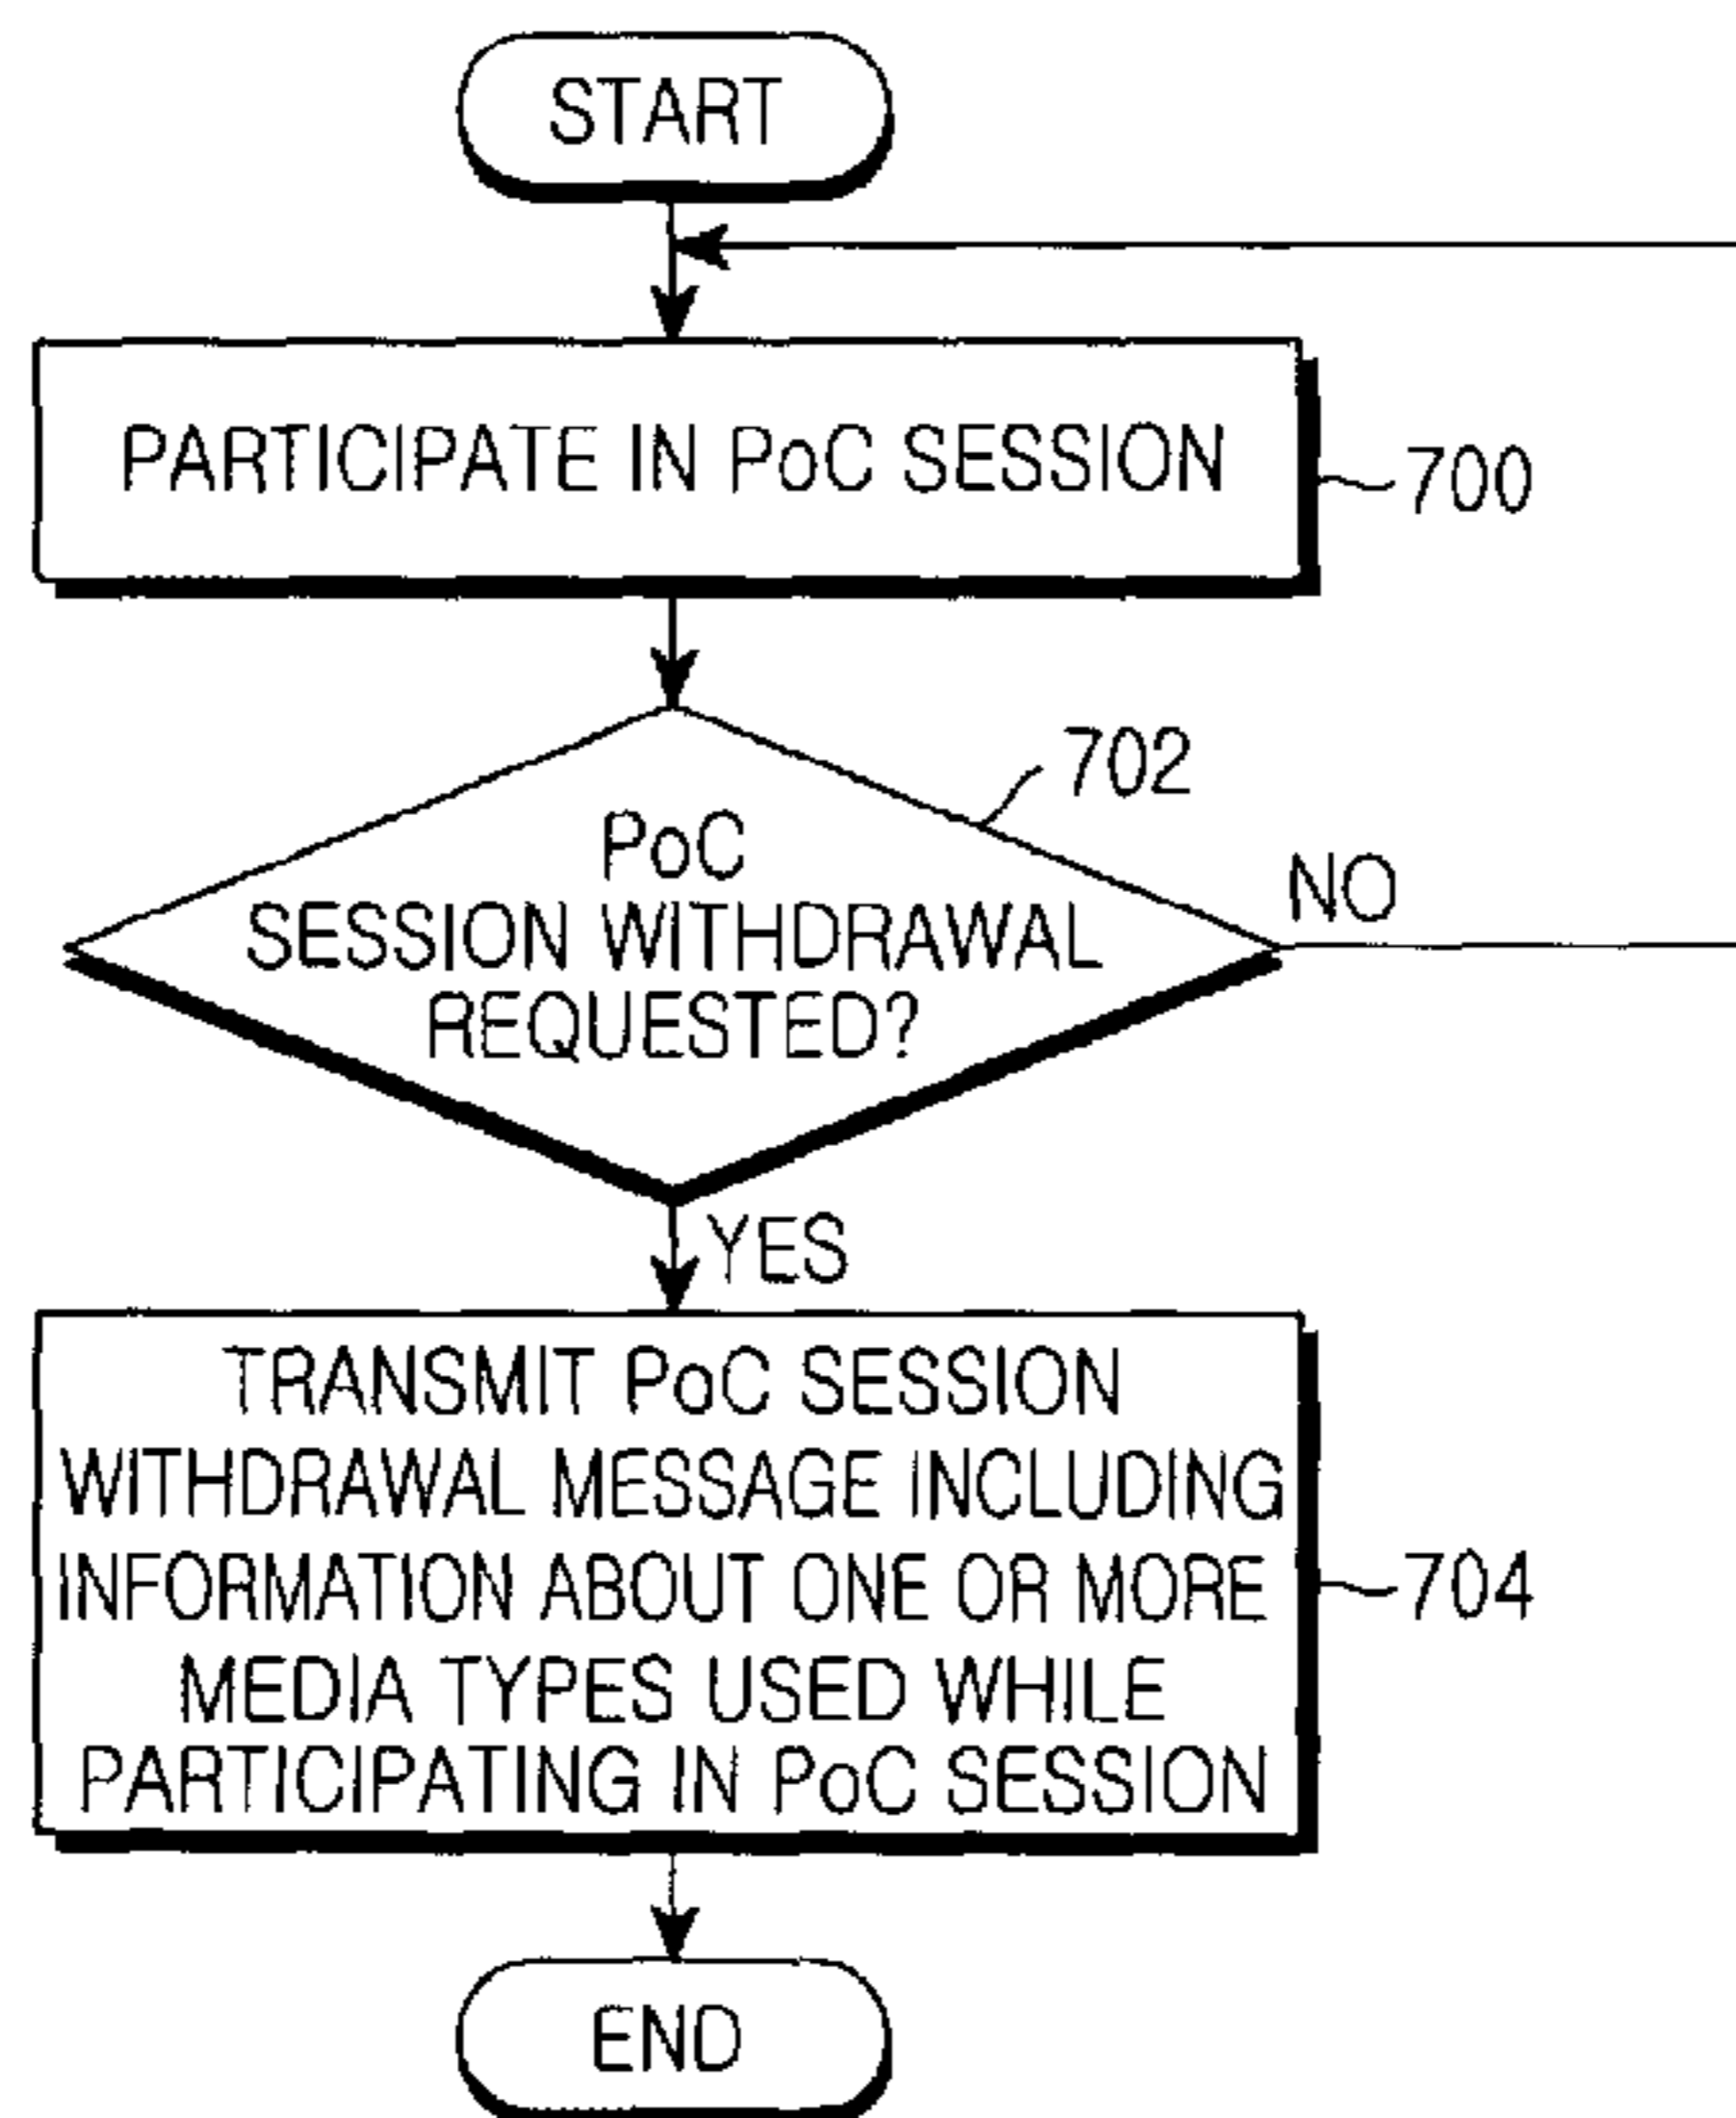 START
PARTICIPATE IN PoC SESSION
700
702
PoC
SESSION WITHDRAWAL
REQUESTED?
NO
YES
TRANSMIT PoC SESSION
WITHDRAWAL MESSAGE INCLUDING
INFORMATION ABOUT ONE OR MORE
MEDIA TYPES USED WHILE
PARTICIPATING IN PoC SESSION
704
END